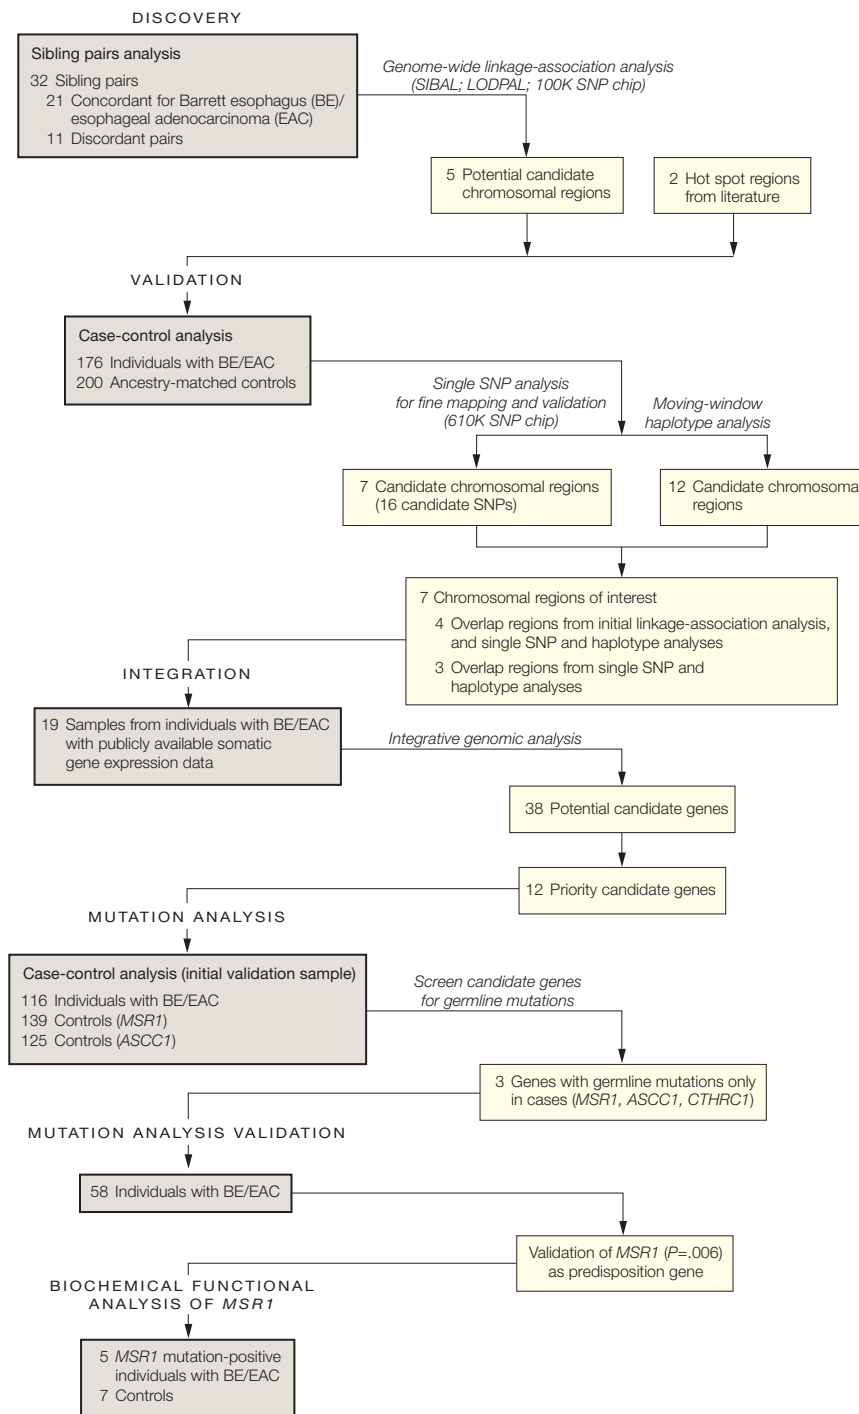 DISCOVERY
Sibling pairs analysis
32 Sibling pairs
21 Concordant for Barrett esophagus (BE)/
esophageal adenocarcinoma (EAC)
11 Discordant pairs
Genome-wide linkage-association analysis
(SIBAL; LODPAL; 100K SNP chip)
5 Potential candidate
chromosomal regions
2 Hot spot regions
from literature
VALIDATION
Case-control analysis
176 Individuals with BE/EAC
200 Ancestry-matched controls
Single SNP analysis
for fine mapping and validation
(610K SNP chip)
Moving-window
haplotype analysis
7 Candidate chromosomal regions
(16 candidate SNPs)
12 Candidate chromosoma
regions
7 Chromosomal regions of interest
4 Overlap regions from initial linkage-association analysis,
and single SNP and haplotype analyses
3 Overlap regions from single SNP and
haplotype analyses
INTEGRATION
19 Samples from individuals with BE/EAC
with publicly available somatic
gene expression data
Integrative genomic analysis
38 Potential candidate genes
12 Priority candidate genes
MUTATION ANALYSIS
Case-control analysis (initial validation sample)
116 Individuals with BE/EAC
139 Controls (MSR1)
125 Controls (ASCC1)
Screen candidate genes
for germline mutations
3 Genes with germline mutations only
in cases (MSR1, ASCC1, CTHRC1)
MUTATION ANALYSIS VALIDATION
58 Individuals with BE/EAC
Validation of MSR1 (P=.006)
as predisposition gene
BIOCHEMICAL FUNCTIONAL
ANALYSIS OF MSR1
5 MSR1 mutation-positive
individuals with BE/EAC
7 Controls